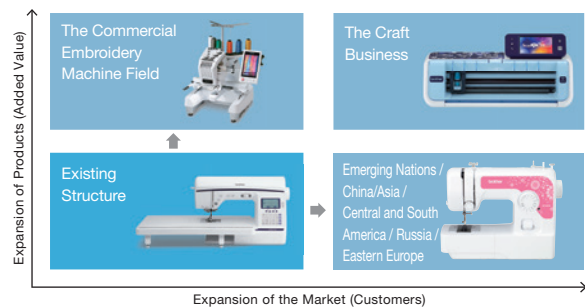 The Commercial
Embroidery
Machine Field
The Craft
Business
Existing
Structure
Emerging Nations /
China/Asia /
Central and South
America / Russia /
Eastern Europe
Expansion of Products (Added Value)
Expansion of the Market (Customers)